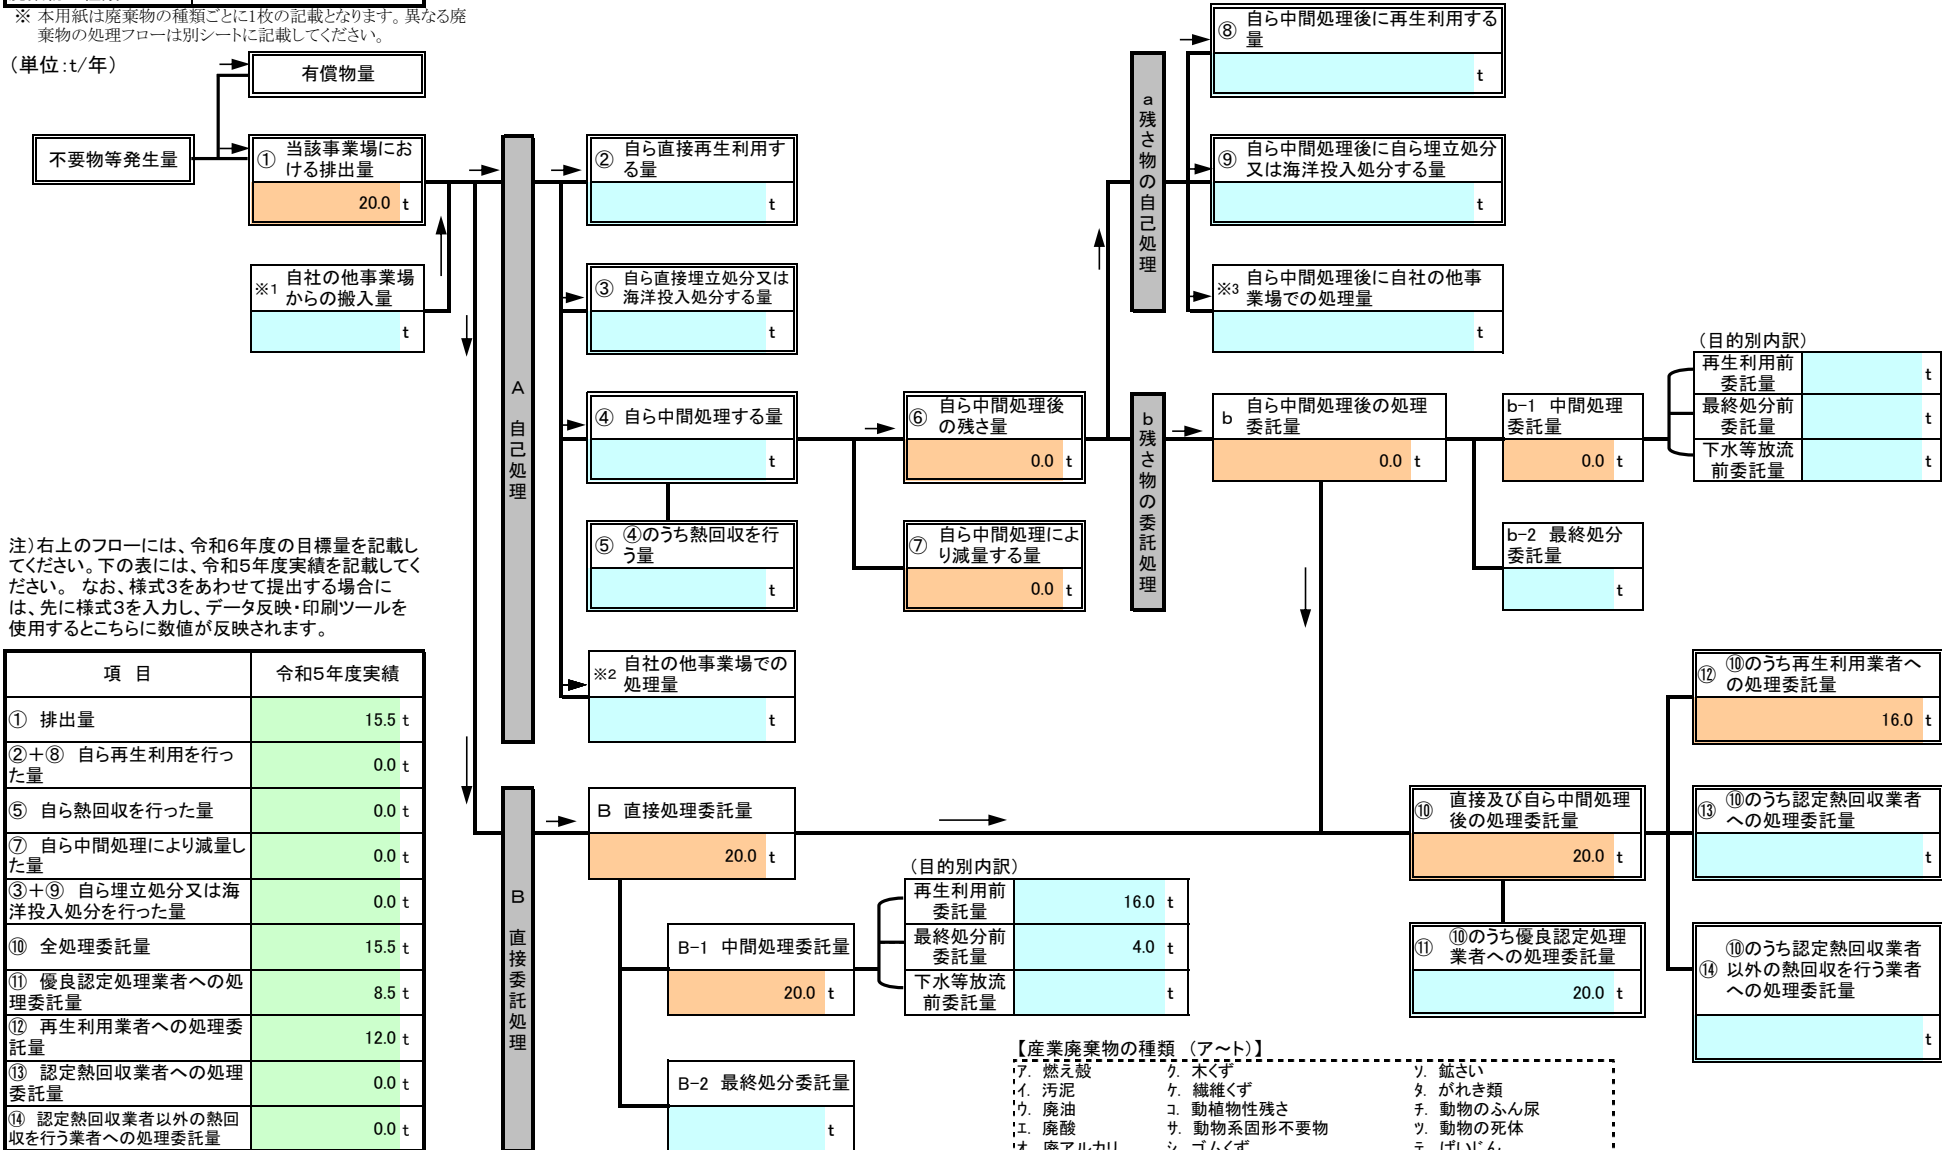 ※ 本用紙は廃棄物の種類ごとに1枚の記載となります。異なる廃
棄物の処理フローは別シートに記載してください。
（単位:t/年）
有償物量
不要物等発生量
① 当該事業場にお
ける排出量
20.0 t
※1 自社の他事業場
からの搬入量
t
A 自己処理
② 自ら直接再生利用す
る量
t
③ 自ら直接埋立処分又は
海洋投入処分する量
t
④ 自ら中間処理する量
t
⑤ ④のうち熱回収を行
う量
t
※2 自社の他事業場での
処理量
t
⑥ 自ら中間処理後
の残さ量
0.0 t
⑦ 自ら中間処理によ
り減量する量
0.0 t
a残さ物の自己処理
⑧ 自ら中間処理後に再生利用する
量
t
⑨ 自ら中間処理後に自ら埋立処分
又は海洋投入処分する量
t
※3 自ら中間処理後に自社の他事
業場での処理量
t
b残さ物の委託処理
b 自ら中間処理後の処理
委託量
0.0 t
b-1 中間処理
委託量
0.0 t
b-2 最終処分
委託量
t
（目的別内訳）
再生利用前
委託量
t
最終処分前
委託量
t
下水等放流
前委託量
t
注）右上のフローには、令和6年度の目標量を記載し
てください。下の表には、令和5年度実績を記載してく
ださい。 なお、様式3をあわせて提出する場合に
は、先に様式3を入力し、データ反映・印刷ツールを
使用するとこちらに数値が反映されます。
項 目 令和5年度実績
① 排出量 15.5 t
②+⑧ 自ら再生利用を行っ
た量
0.0 t
⑤ 自ら熱回収を行った量 0.0 t
⑦ 自ら中間処理により減量し
た量
0.0 t
③+⑨ 自ら埋立処分又は海
洋投入処分を行った量
0.0 t
⑩ 全処理委託量 15.5 t
⑪ 優良認定処理業者への処
理委託量
8.5 t
⑫ 再生利用業者への処理委
託量
12.0 t
⑬ 認定熱回収業者への処理
委託量
0.0 t
⑭ 認定熱回収業者以外の熱回
収を行う業者への処理委託量
0.0 t
B 直接委託処理
B 直接処理委託量
20.0 t
B-1 中間処理委託量
20.0 t
B-2 最終処分委託量
t
（目的別内訳）
再生利用前
委託量
16.0 t
最終処分前
委託量
4.0 t
下水等放流
前委託量
t
⑩ 直接及び自ら中間処理
後の処理委託量
20.0 t
⑪ ⑩のうち優良認定処理
業者への処理委託量
20.0 t
⑫ ⑩のうち再生利用業者へ
の処理委託量
16.0 t
⑬ ⑩のうち認定熱回収業者
への処理委託量
t
⑭ ⑩のうち認定熱回収業者
以外の熱回収を行う業者
への処理委託量
t
【産業廃棄物の種類 （ア～ト）】
ア. 燃え殻 ク. 木くず ソ. 鉱さい
イ. 汚泥 ケ. 繊維くず タ. がれき類
ウ. 廃油 コ. 動植物性残さ チ. 動物のふん尿
エ. 廃酸 サ. 動物系固形不要物 ツ. 動物の死体
オ. 廃アルカリ シ. ゴムくず テ. ばいじん